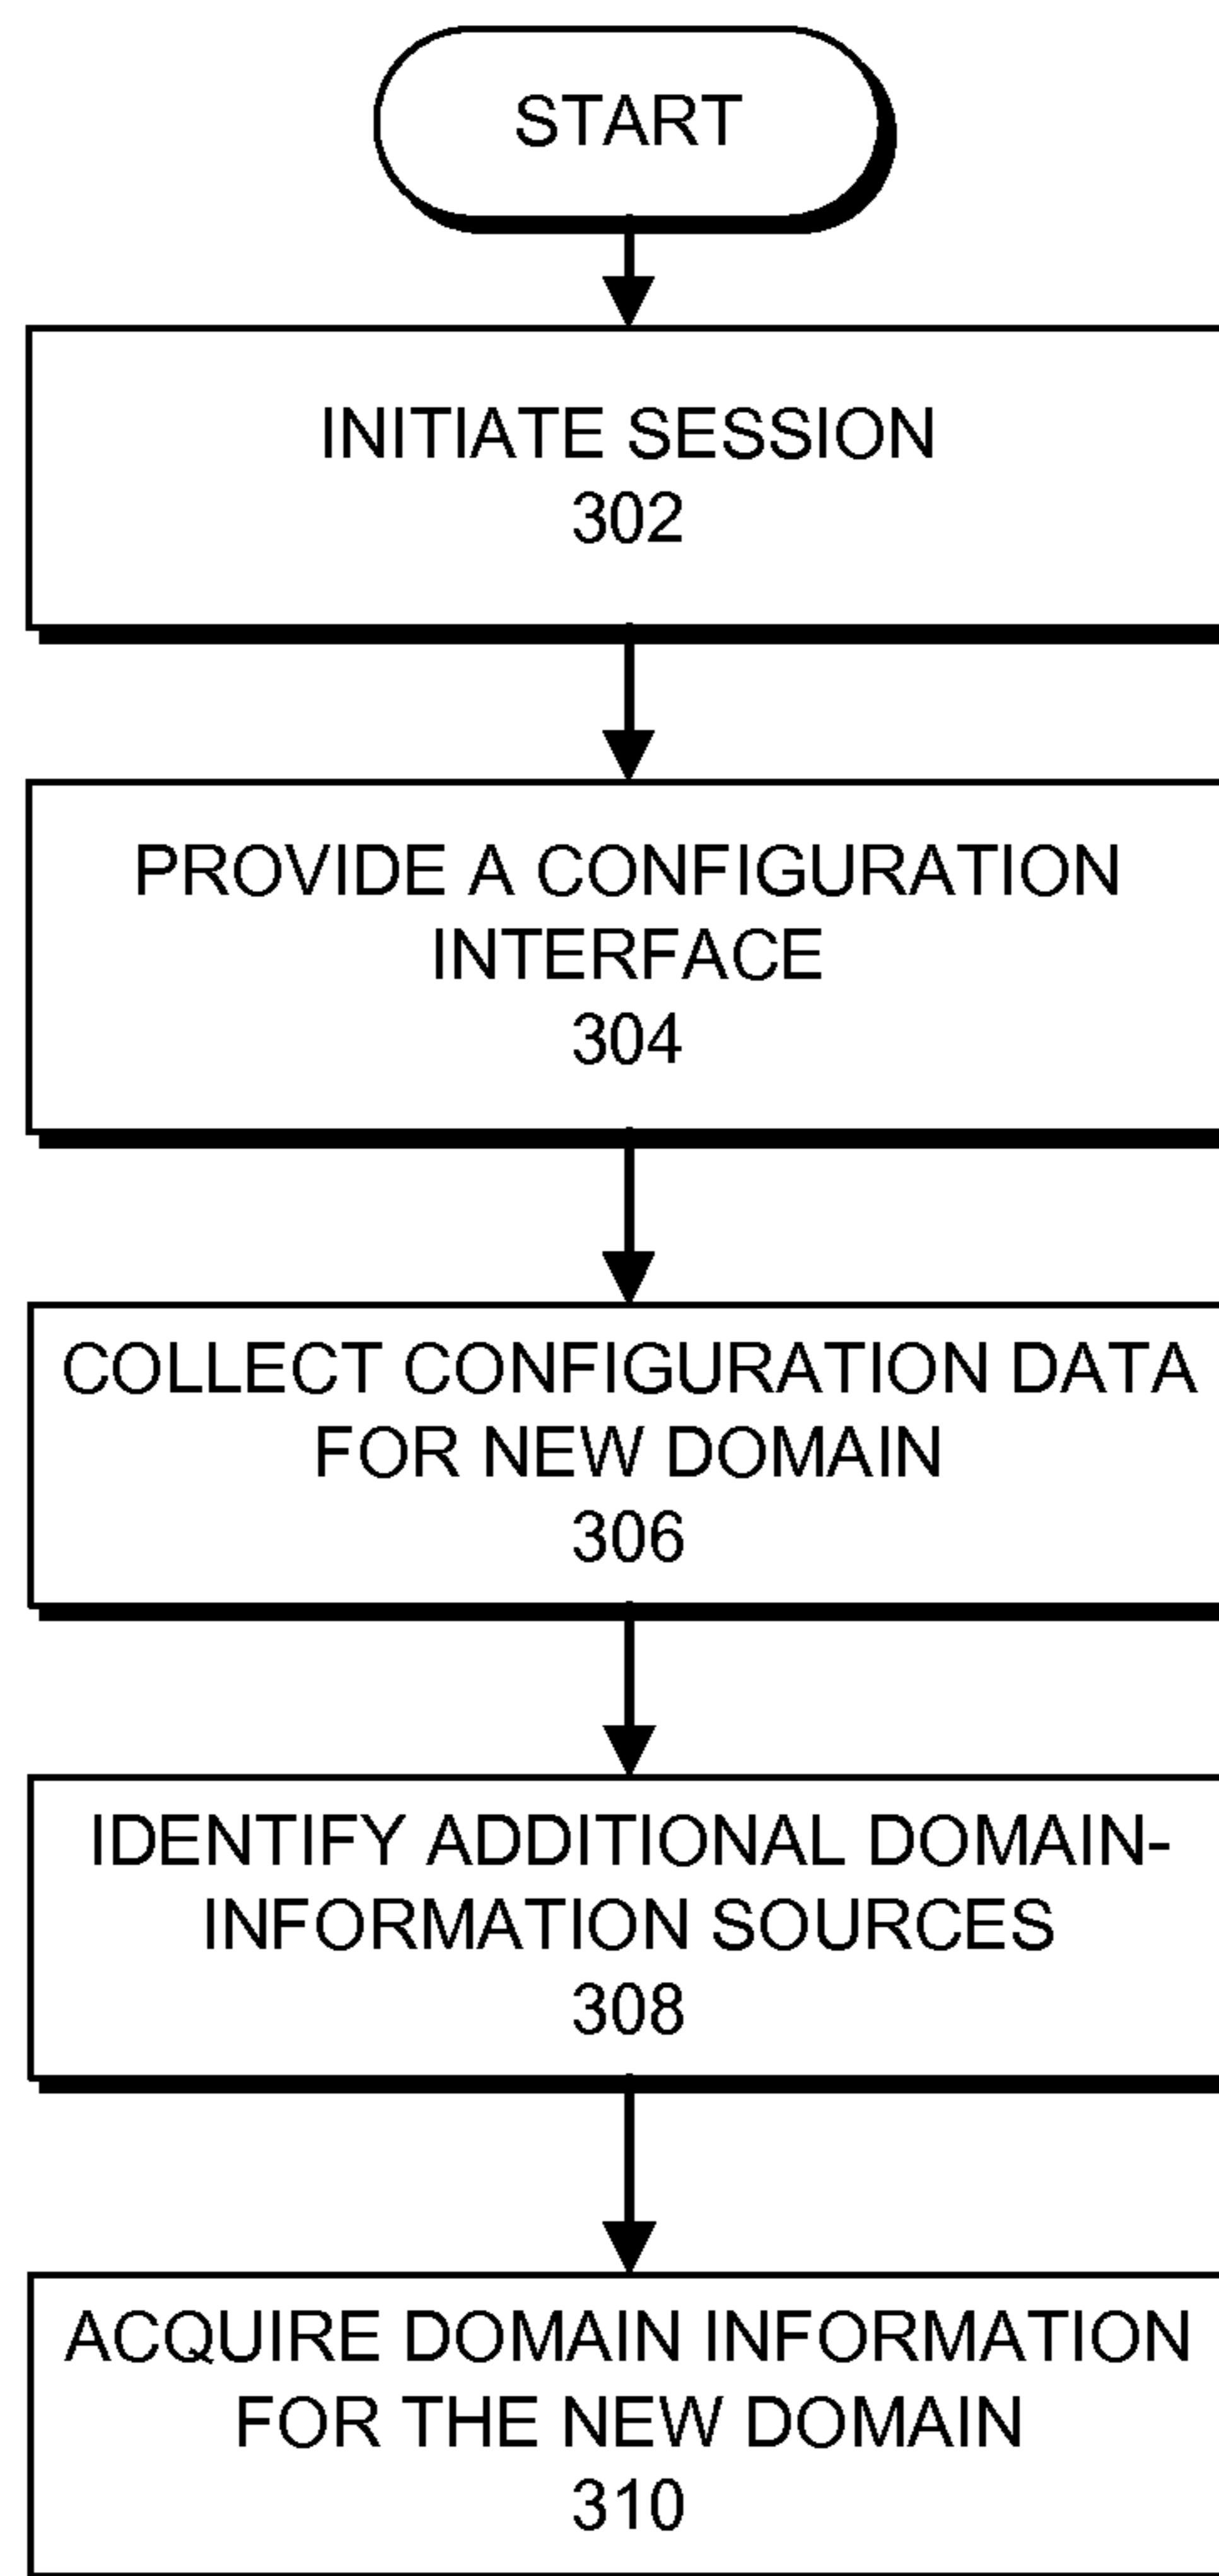 START
INITIATE SESSION
302
PROVIDE A CONFIGURATION
INTERFACE
304
COLLECT CONFIGURATION DATA
FOR NEW DOMAIN
306
IDENTIFY ADDITIONAL DOMAIN-
INFORMATION SOURCES
308
ACQUIRE DOMAIN INFORMATION
FOR THE NEW DOMAIN
310